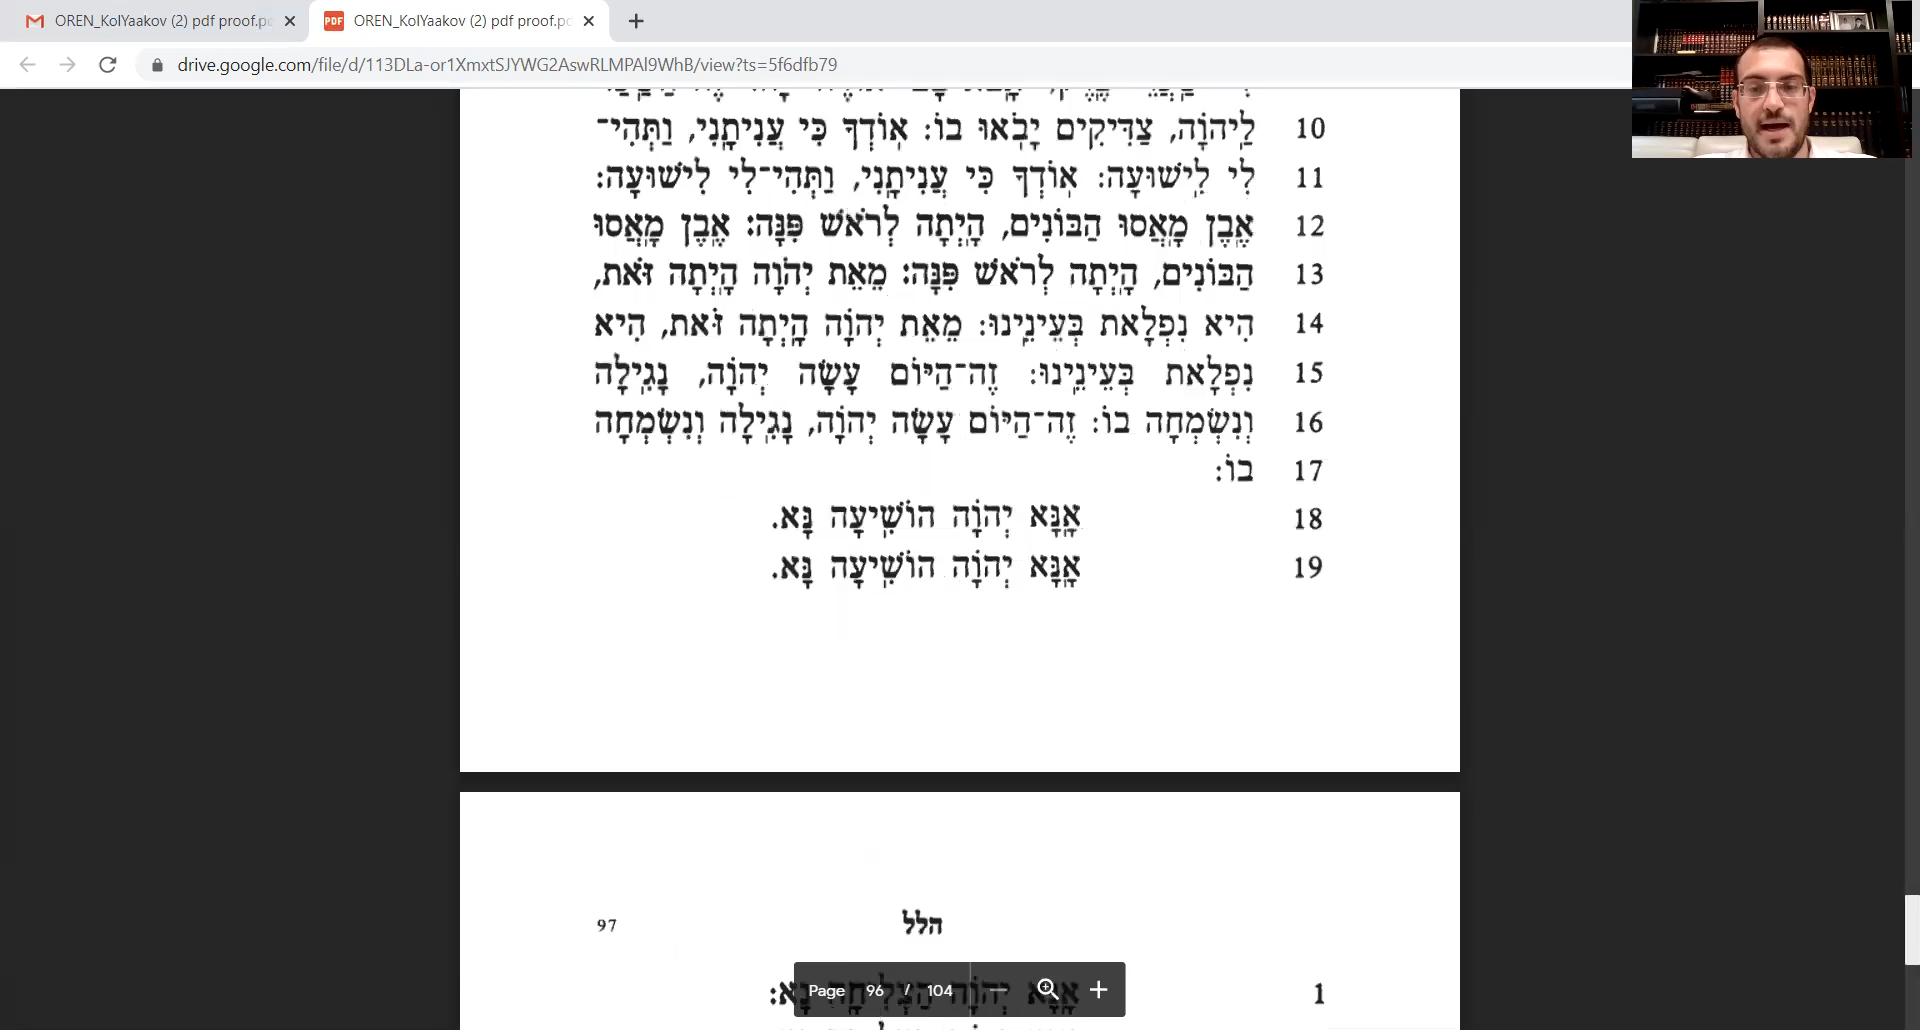 OREN_KolYaakov (2) pdf proof.pd
OREN_KolYaakov (2) pdf proof.pd
drive.google.com/file/d/113DLa-or1XmxtSJYWG2AswRLMPAl9WhB/view?ts=5f6dfb79
10 לַֽיהוָֹה, צַדִּיקִים יָבֹֽאוּ בוֹ: אֽוֹדְךָ כִּי עֲנִיתָֽנִי, וַתְּהִי־
11 לִי לִֽישׁוּעָה: אֽוֹדְךָ כִּי עֲנִיתָֽנִי, וַתְּהִי־לִי לִישׁוּעָה:
12 אֶֽבֶן מָֽאֲסוּ הַבּוֹנִים, הָֽיְתָה לְרֹאשׁ פִּנָּה: אֶֽבֶן מָֽאֲסוּ
13 הַבּוֹנִים, הָֽיְתָה לְרֹאשׁ פִּנָּה: מֵאֵת יְהוָֹה הָֽיְתָה זֹּאת,
14 הִיא נִפְלָאת בְּעֵינֵֽינוּ: מֵאֵת יְהוָֹה הָֽיְתָה זֹּאת, הִיא
15 נִפְלָאת בְּעֵינֵֽינוּ: זֶה־הַיּוֹם עָשָׂה יְהוָֹה, נָגִֽילָה
16 וְנִשְׂמְחָה בוֹ: זֶה־הַיּוֹם עָשָׂה יְהוָֹה, נָגִֽילָה וְנִשְׂמְחָה
17 בוֹ:
18 אָֽנָּא יְהוָֹה הוֹשִֽׁיעָה נָּא.
19 אָֽנָּא יְהוָֹה הוֹשִֽׁיעָה נָּא.
הלל 97
1 אָֽנָּא יְהוָֹה הַצְלִֽיחָה נָּא:
Page 96 / 104